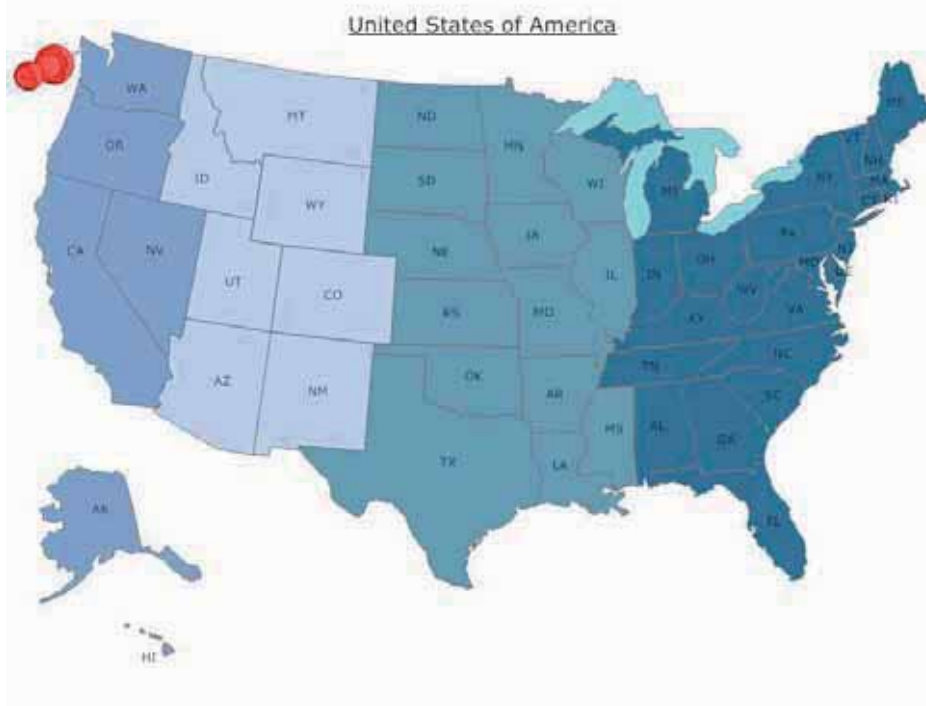 United States of America
WA
MT
ND
MN
ME
VT
NH
OR
ID
SD
WI
MI
NY
MA
CT RI
WY
IA
PA
CA
NV
NE
NJ
UT
CO
IL
IN
OH
MD
DE
WV
VA
KS
MO
KY
AZ
NM
OK
AR
TN
NC
SC
TX
LA
MS
AL
GA
AK
FL
HI